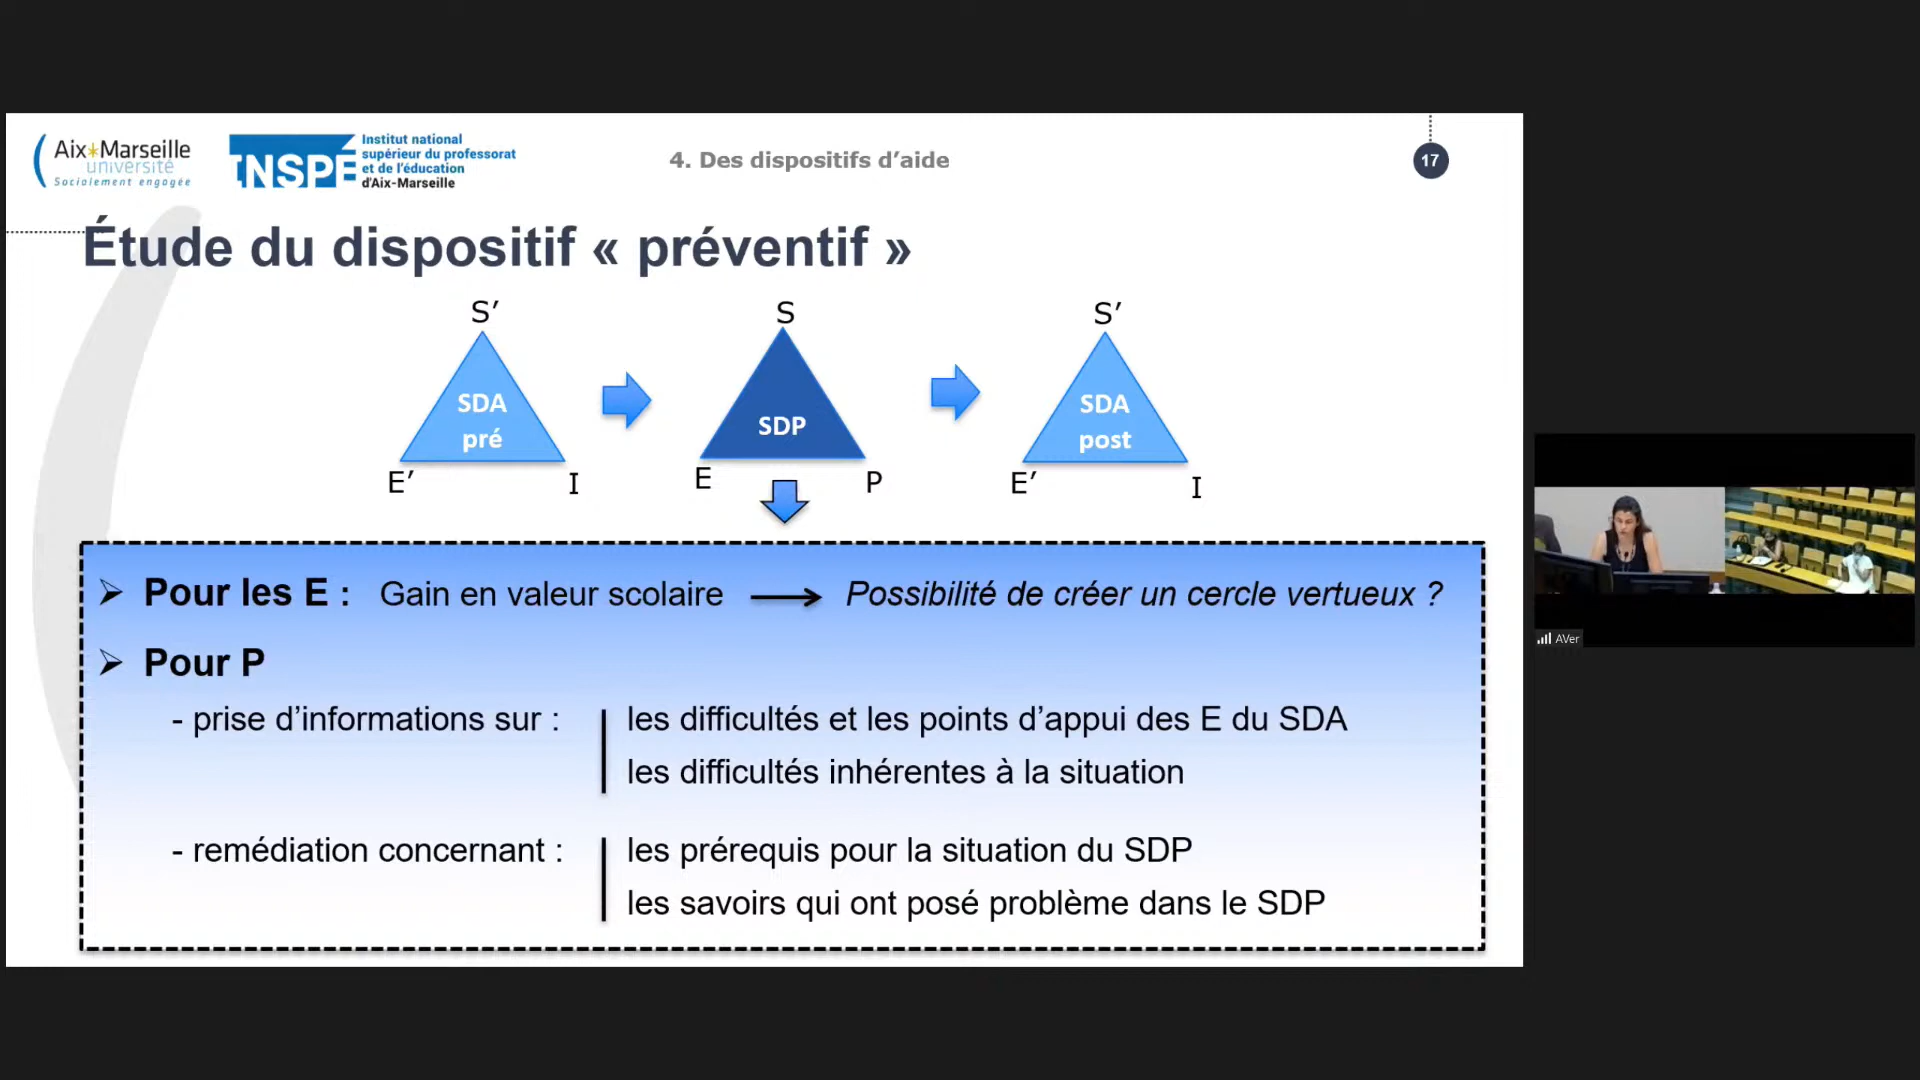 Aix*Marseille
université
Socialement engagée
INSPÉ
Institut national
supérieur du professorat
et de l'éducation
d'Aix-Marseille
4. Des dispositifs d'aide
17
Étude du dispositif « préventif »
S'
S
S'
SDA
pré
SDP
SDA
post
E'
I
E
P
E'
I
➢ Pour les E : Gain en valeur scolaire → Possibilité de créer un cercle vertueux ?
➢ Pour P
- prise d'informations sur :
les difficultés et les points d'appui des E du SDA
les difficultés inhérentes à la situation
- remédiation concernant :
les prérequis pour la situation du SDP
les savoirs qui ont posé problème dans le SDP
AVer